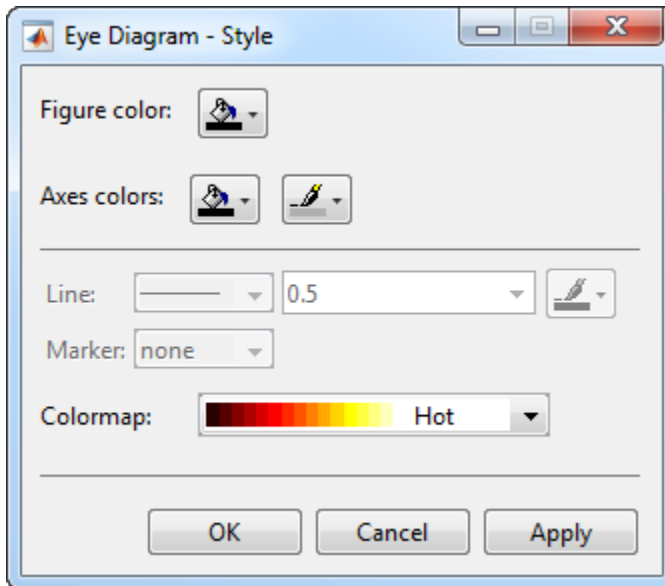 Eye Diagram - Style
Figure color:
Axes colors:
Line: 0.5
Marker: none
Colormap: Hot
OK Cancel Apply